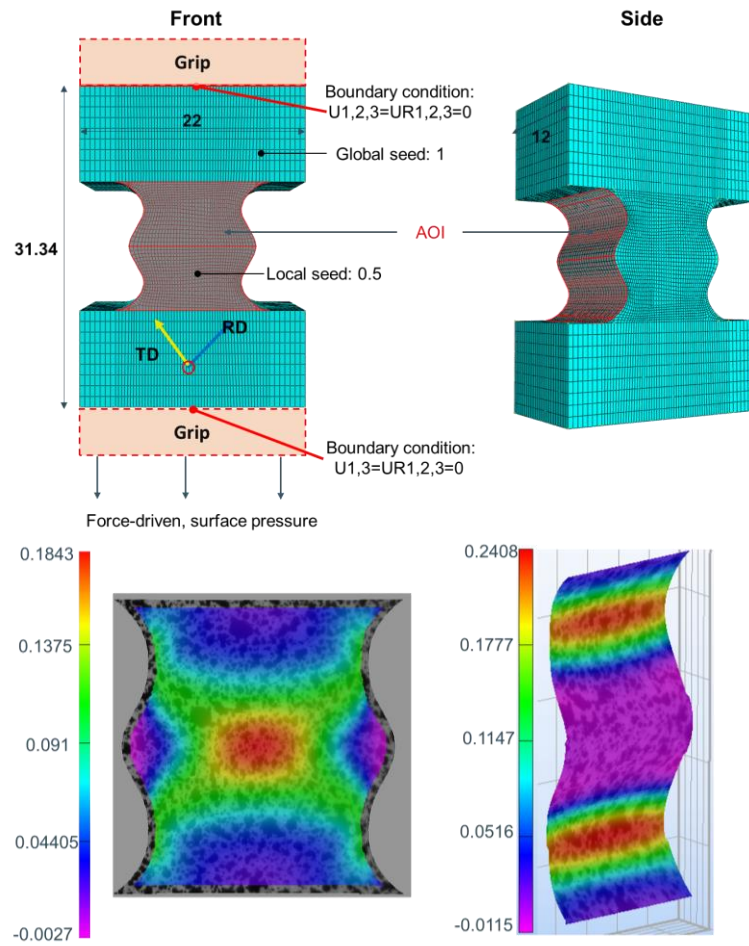 Front
Side
Grip
Boundary condition:
U1,2,3=UR1,2,3=0
22
12
Global seed: 1
31.34
AOI
Local seed: 0.5
RD
TD
Grip
Boundary condition:
U1,3=UR1,2,3=0
Force-driven, surface pressure
0.1843
0.1375
0.091
0.04405
-0.0027
0.2408
0.1777
0.1147
0.0516
-0.0115